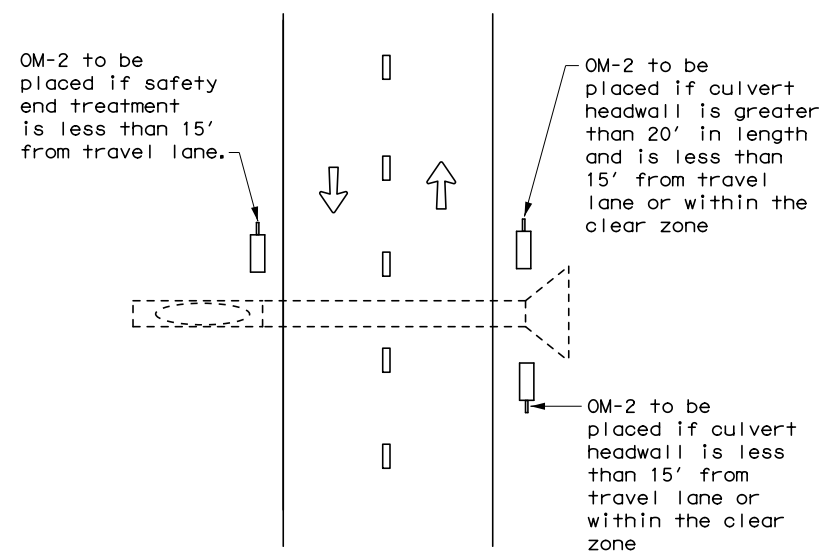 OM-2 to be
placed if safety
end treatment
is less than 15'
from travel lane.
OM-2 to be
placed if culvert
headwall is greater
than 20' in length
and is less than
15' from travel
lane or within the
clear zone
OM-2 to be
placed if culvert
headwall is less
than 15' from
travel lane or
within the clear
zone